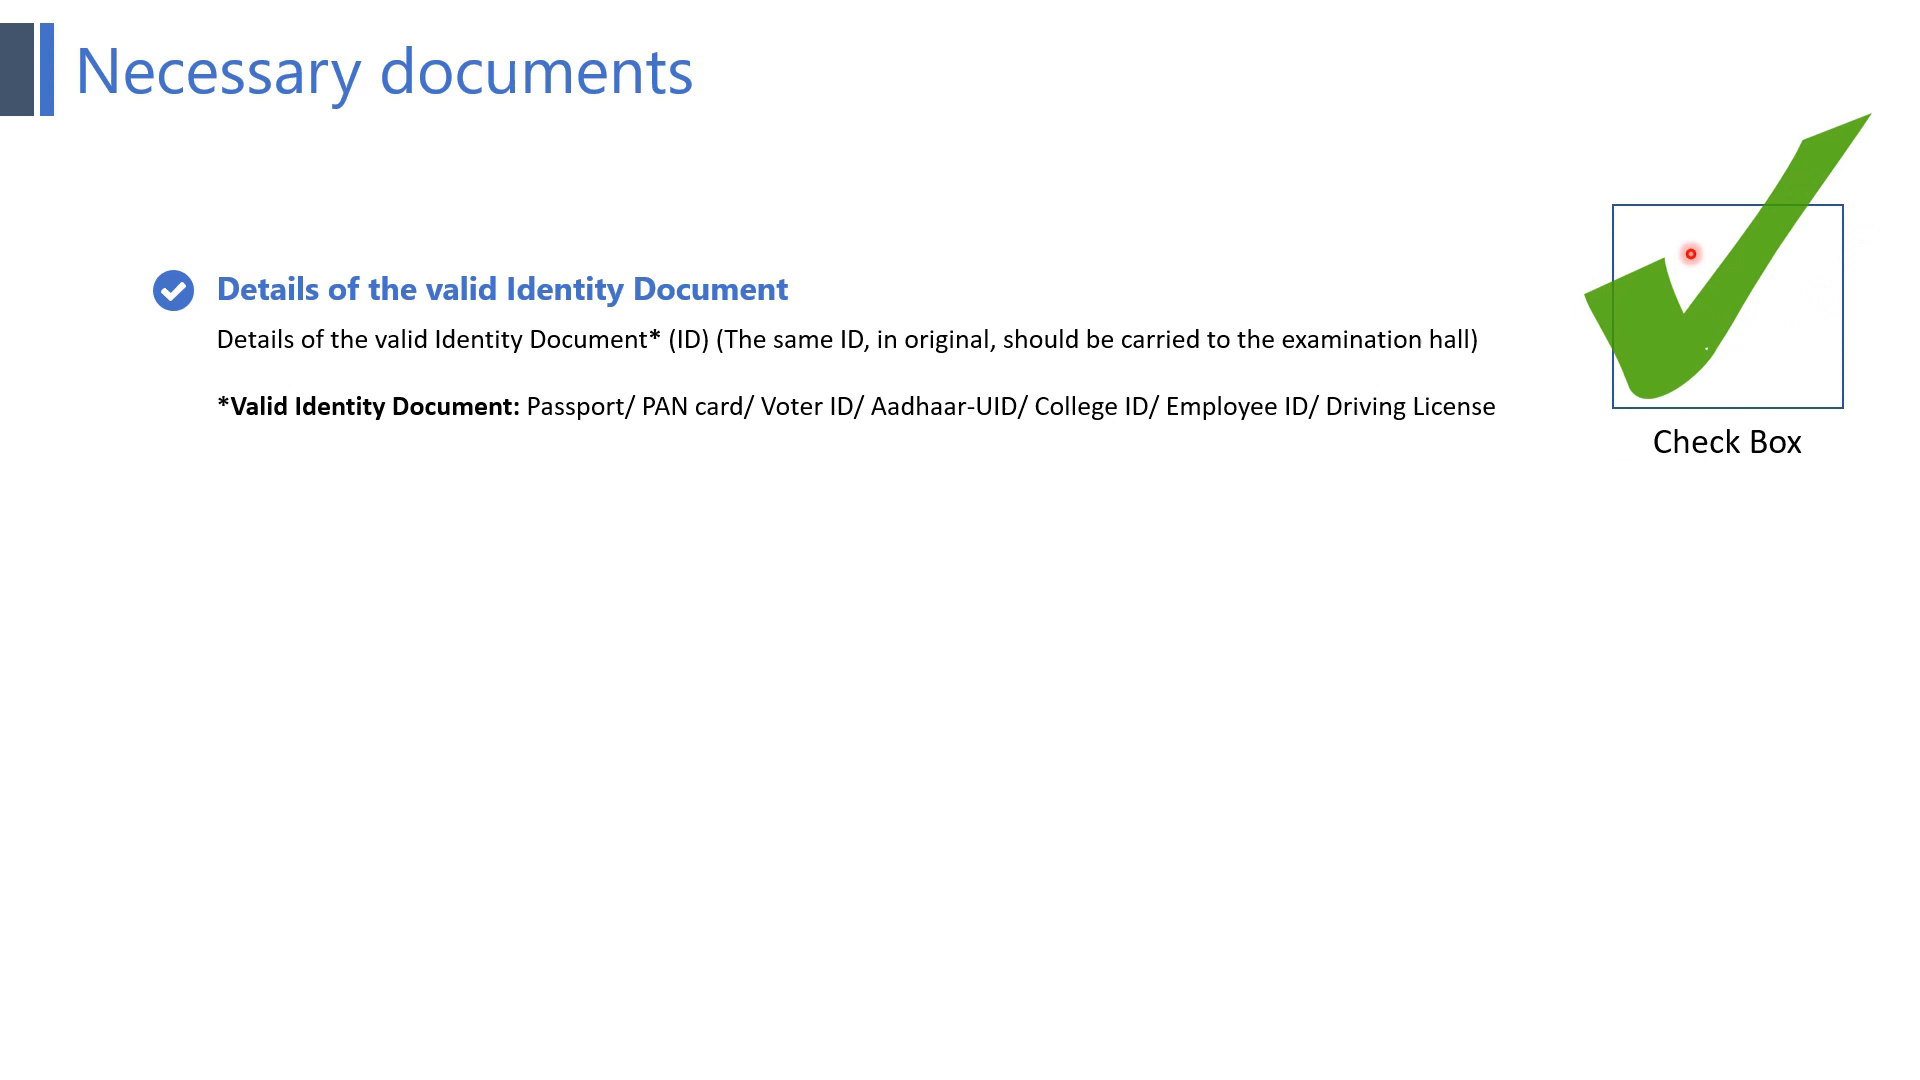 Necessary documents
Details of the valid Identity Document
Details of the valid Identity Document* (ID) (The same ID, in original, should be carried to the examination hall)
*Valid Identity Document: Passport/ PAN card/ Voter ID/ Aadhaar-UID/ College ID/ Employee ID/ Driving License
Check Box